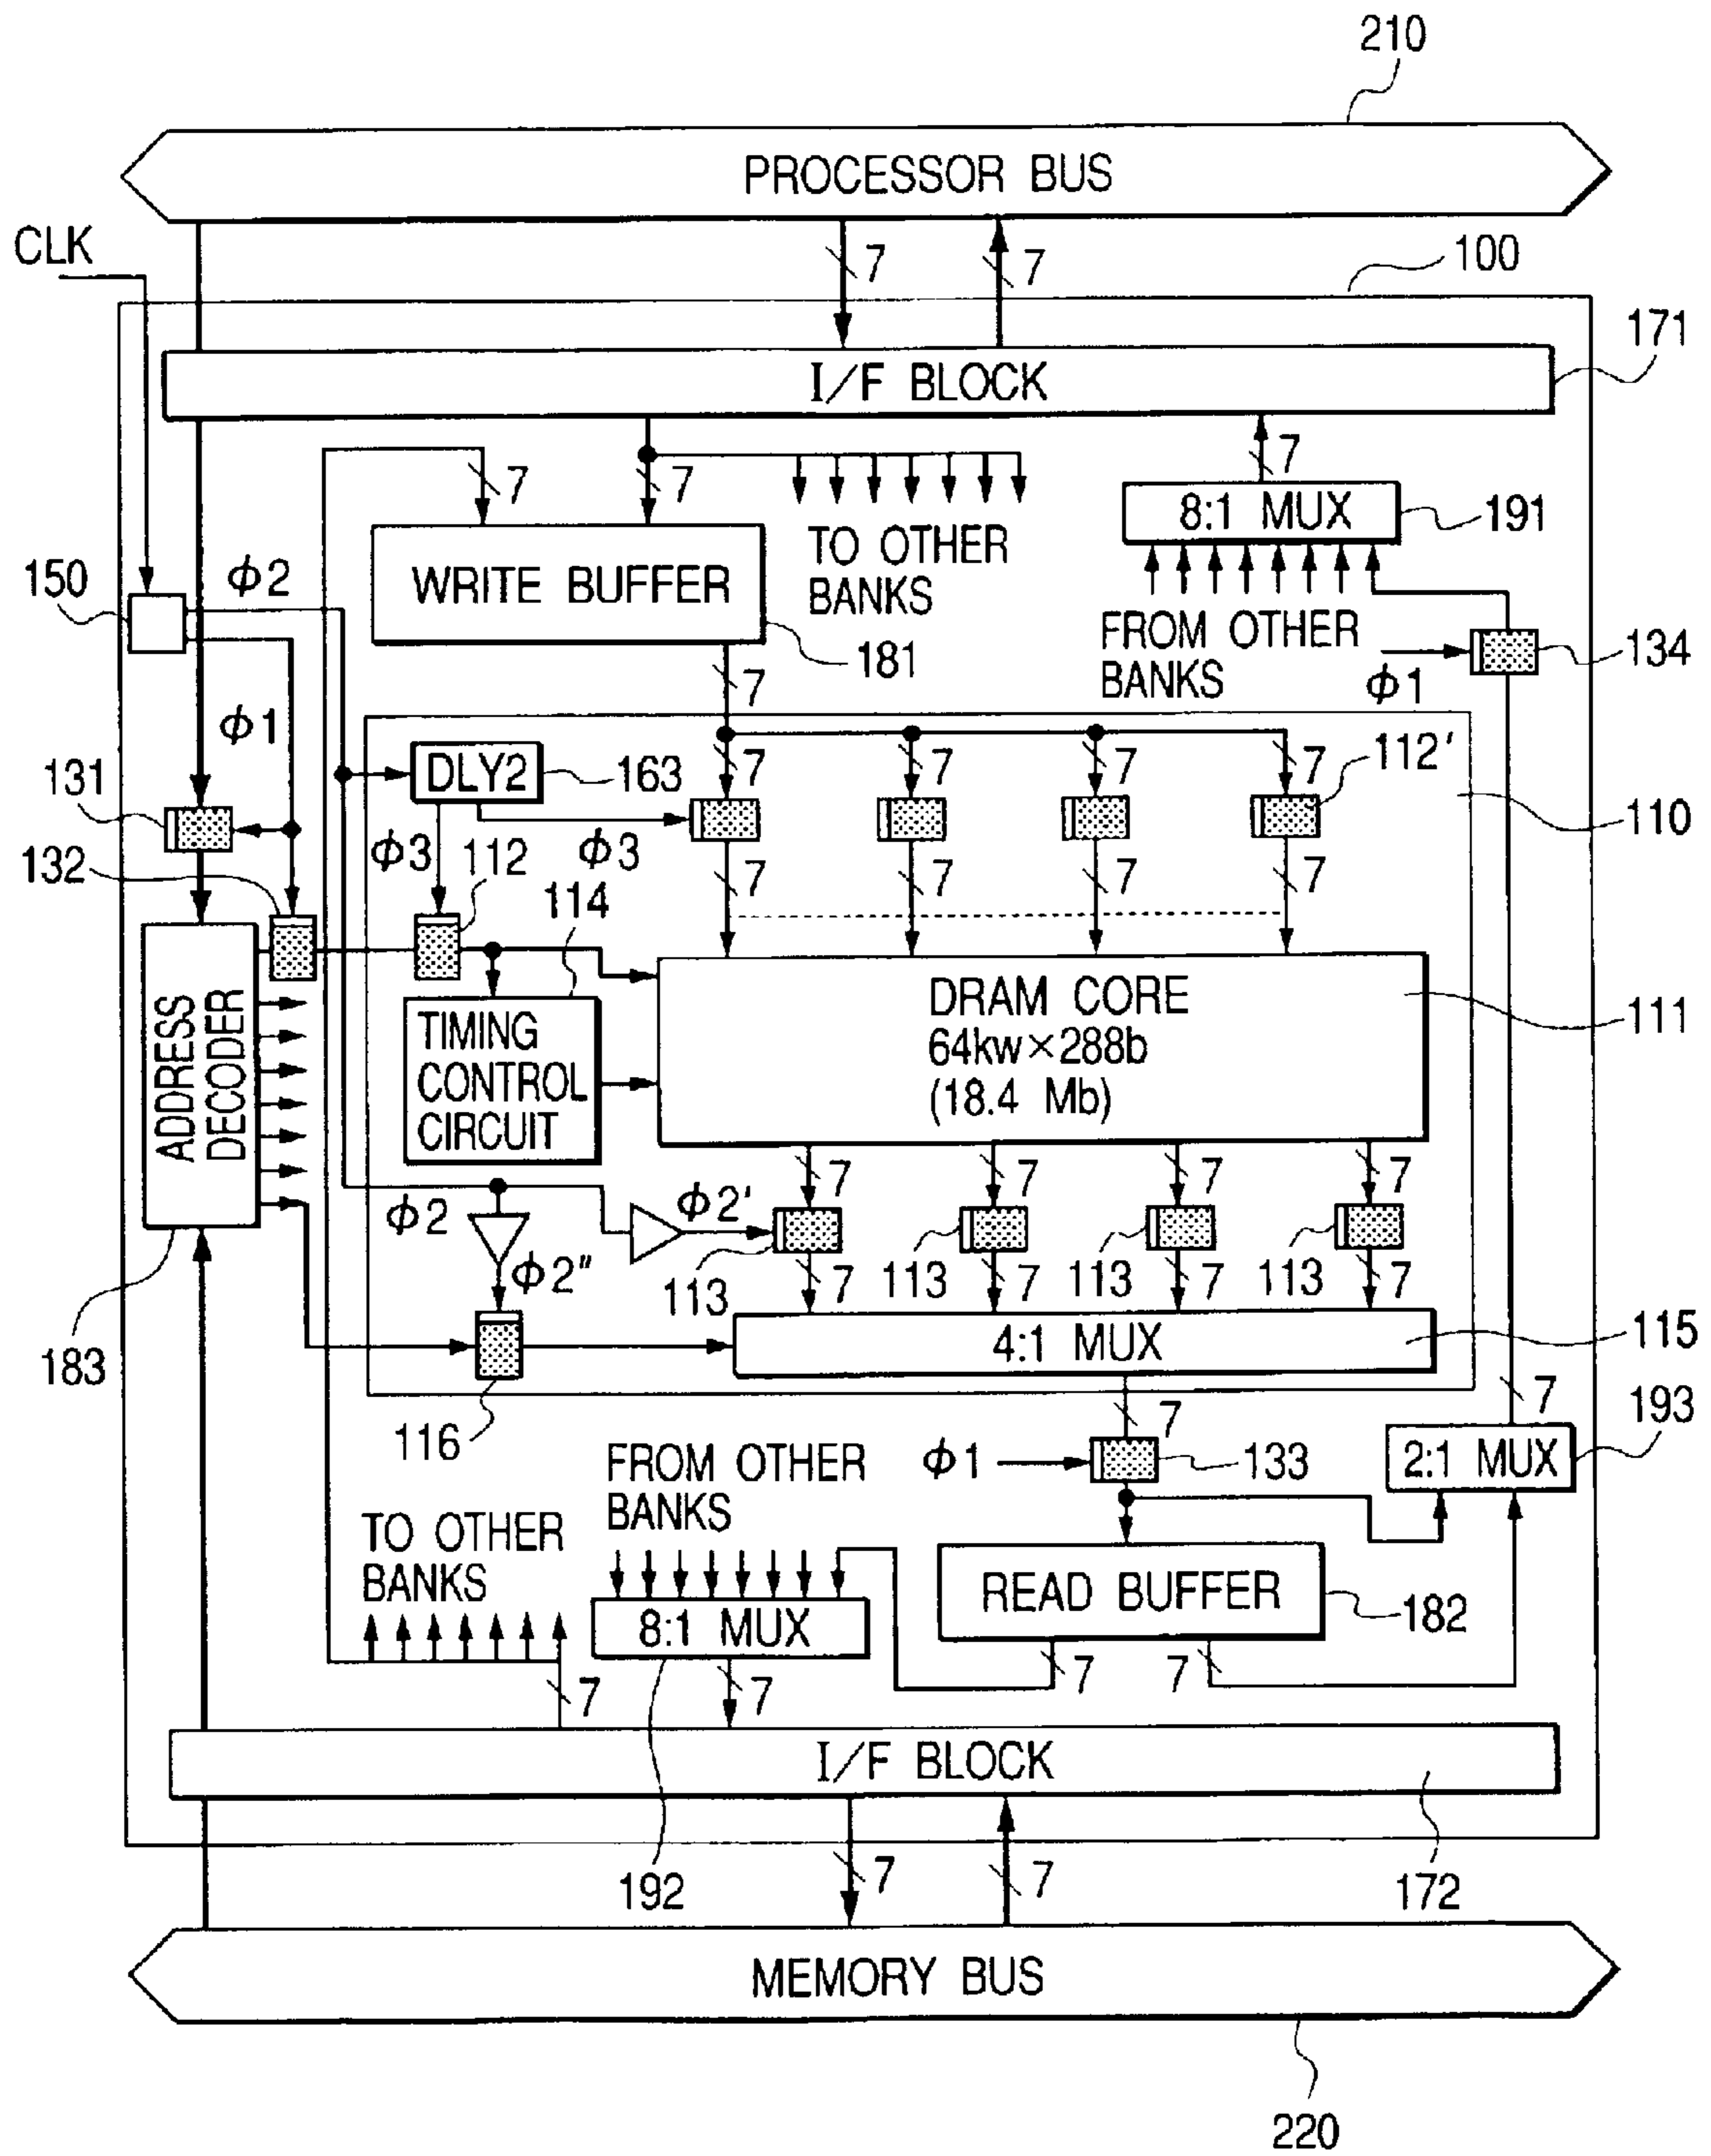 210
PROCESSOR BUS
CLK
7
7
100
171
I/F BLOCK
7
7
7
8:1 MUX
191
TO OTHER
BANKS
150
ϕ2
WRITE BUFFER
181
FROM OTHER
BANKS
134
ϕ1
7
ϕ1
131
DLY2
163
7
7
7
7
112'
110
132
ϕ3
112
ϕ3
114
7
7
7
7
ADDRESS
DECODER
TIMING
CONTROL
CIRCUIT
DRAM CORE
64kw×288b
(18.4 Mb)
111
7
7
7
7
ϕ2
ϕ2'
ϕ2"
113
113
113
113
7
7
7
7
183
4:1 MUX
115
116
7
7
193
FROM OTHER
BANKS
ϕ1
133
2:1 MUX
TO OTHER
BANKS
READ BUFFER
182
8:1 MUX
7
7
7
7
I/F BLOCK
192
7
7
172
MEMORY BUS
220